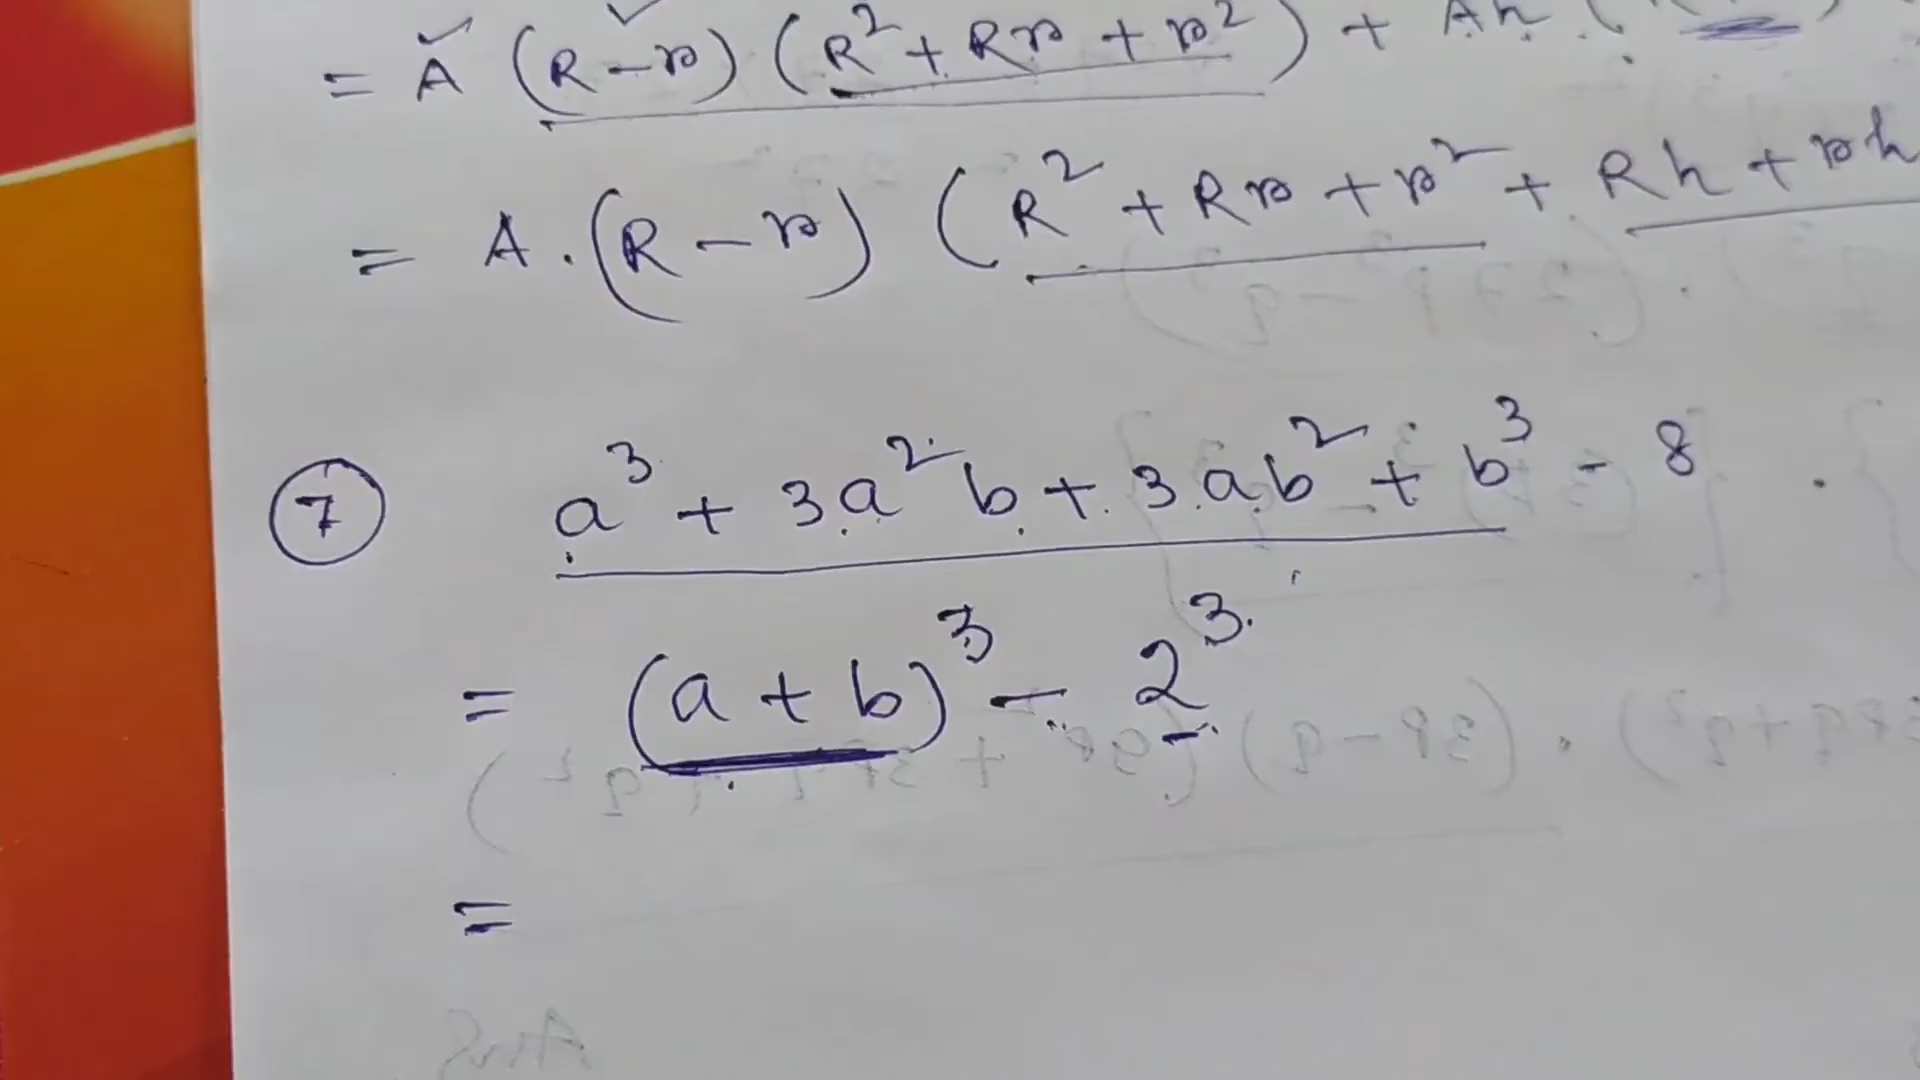 = A (R-r) (R²+Rr+r²) + Ah (
= A.(R-r) (R²+Rr+r²+Rh+rh
7 a³+3a²b+3ab²+b³-8
= (a+b)³-2³
=